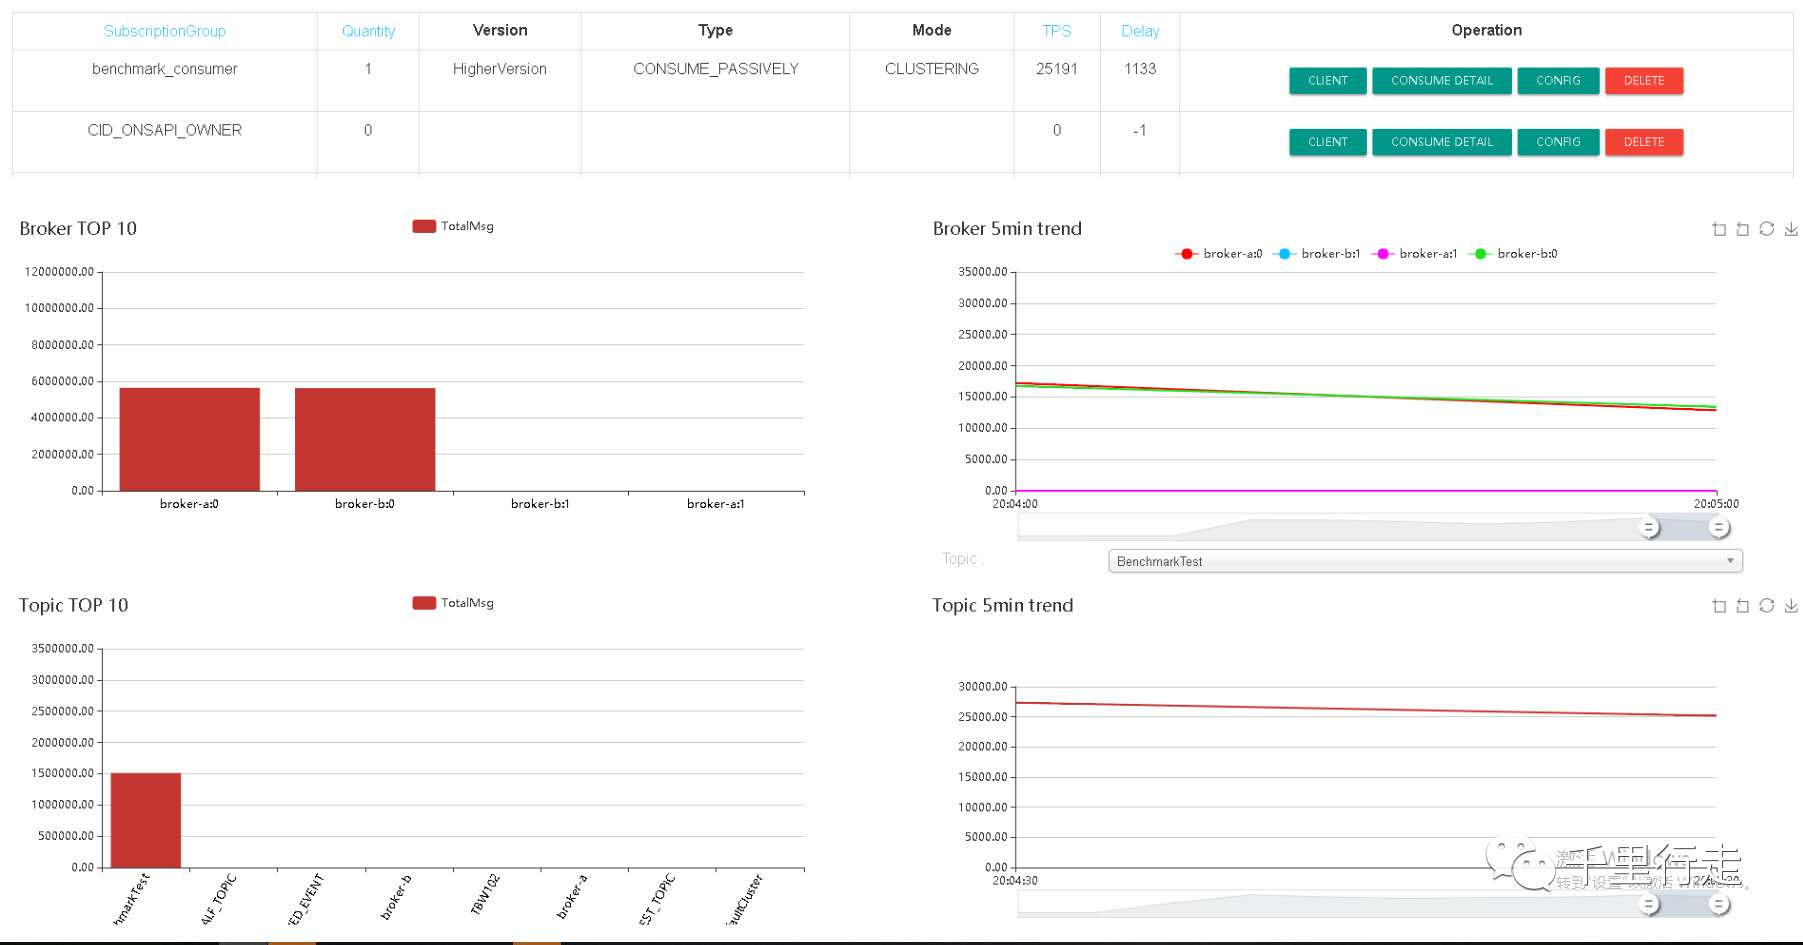 SubscriptionGroup Quantity Version Type Mode TPS Delay Operation
benchmark_consumer 1 HigherVersion CONSUME_PASSIVELY CLUSTERING 25191 1133 CLIENT CONSUME DETAIL CONFIG DELETE
CID_ONSAPI_OWNER 0 0 -1 CLIENT CONSUME DETAIL CONFIG DELETE
Broker TOP 10
TotalMsg
12000000.00
10000000.00
8000000.00
6000000.00
4000000.00
2000000.00
0.00
broker-a:0 broker-b:0 broker-b:1 broker-a:1
Broker 5min trend
broker-a:0 broker-b:1 broker-a:1 broker-b:0
35000.00
30000.00
25000.00
20000.00
15000.00
10000.00
5000.00
0.00
20:04:00 20:05:00
Topic :
BenchmarkTest
Topic TOP 10
TotalMsg
3500000.00
3000000.00
2500000.00
2000000.00
1500000.00
1000000.00
500000.00
0.00
hmarkTest ALF_TOPIC ED_EVENT broker-b TBW102 broker-a EST_TOPIC aultCluster
Topic 5min trend
30000.00
25000.00
20000.00
15000.00
10000.00
5000.00
0.00
20:04:30
千里行走